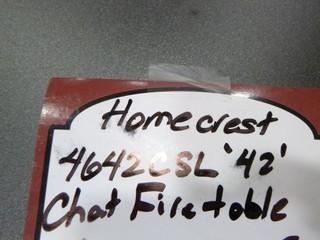 Homecrest
4642CSL '42'
Chat Firetable